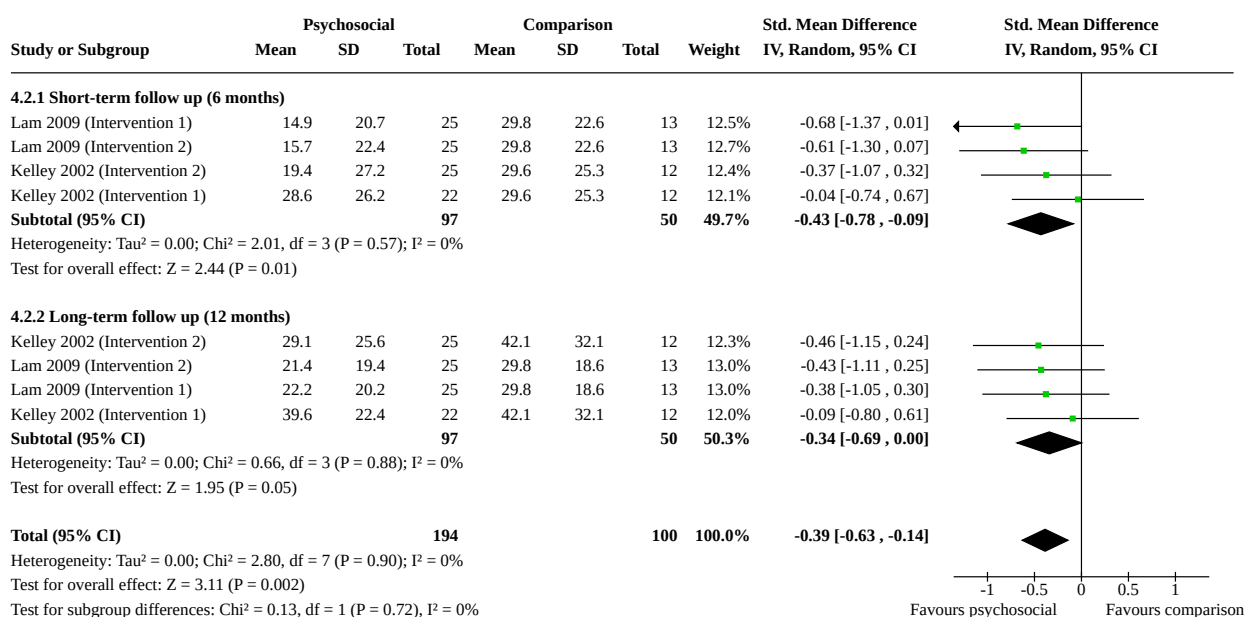 Psychosocial Comparison Std. Mean Difference Std. Mean Difference
Study or Subgroup Mean SD Total Mean SD Total Weight IV, Random, 95% CI IV, Random, 95% CI
4.2.1 Short-term follow up (6 months)
Lam 2009 (Intervention 1) 14.9 20.7 25 29.8 22.6 13 12.5% -0.68 [-1.37 , 0.01]
Lam 2009 (Intervention 2) 15.7 22.4 25 29.8 22.6 13 12.7% -0.61 [-1.30 , 0.07]
Kelley 2002 (Intervention 2) 19.4 27.2 25 29.6 25.3 12 12.4% -0.37 [-1.07 , 0.32]
Kelley 2002 (Intervention 1) 28.6 26.2 22 29.6 25.3 12 12.1% -0.04 [-0.74 , 0.67]
Subtotal (95% CI) 97 50 49.7% -0.43 [-0.78 , -0.09]
Heterogeneity: Tau² = 0.00; Chi² = 2.01, df = 3 (P = 0.57); I² = 0%
Test for overall effect: Z = 2.44 (P = 0.01)
4.2.2 Long-term follow up (12 months)
Kelley 2002 (Intervention 2) 29.1 25.6 25 42.1 32.1 12 12.3% -0.46 [-1.15 , 0.24]
Lam 2009 (Intervention 2) 21.4 19.4 25 29.8 18.6 13 13.0% -0.43 [-1.11 , 0.25]
Lam 2009 (Intervention 1) 22.2 20.2 25 29.8 18.6 13 13.0% -0.38 [-1.05 , 0.30]
Kelley 2002 (Intervention 1) 39.6 22.4 22 42.1 32.1 12 12.0% -0.09 [-0.80 , 0.61]
Subtotal (95% CI) 97 50 50.3% -0.34 [-0.69 , 0.00]
Heterogeneity: Tau² = 0.00; Chi² = 0.66, df = 3 (P = 0.88); I² = 0%
Test for overall effect: Z = 1.95 (P = 0.05)
Total (95% CI) 194 100 100.0% -0.39 [-0.63 , -0.14]
Heterogeneity: Tau² = 0.00; Chi² = 2.80, df = 7 (P = 0.90); I² = 0%
Test for overall effect: Z = 3.11 (P = 0.002)
-1 -0.5 0 0.5 1
Test for subgroup differences: Chi² = 0.13, df = 1 (P = 0.72), I² = 0%
Favours psychosocial Favours comparison